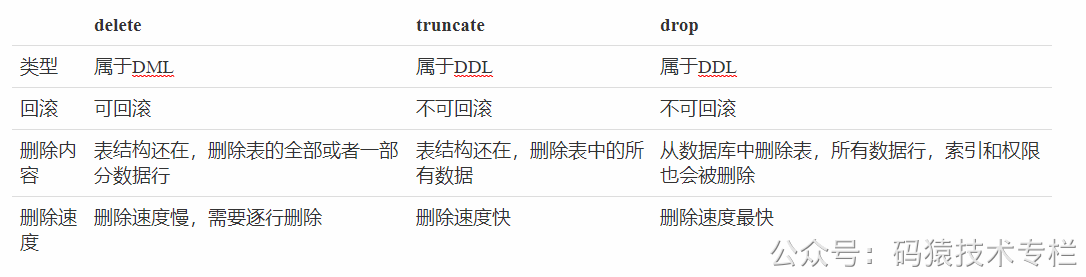 delete truncate drop
类型 属于DML 属于DDL 属于DDL
回滚 可回滚 不可回滚 不可回滚
删除内 表结构还在，删除表的全部或者一部 表结构还在，删除表中的所 从数据库中删除表，所有数据行，索引和权限
容 分数据行 有数据 也会被删除
删除速 删除速度慢，需要逐行删除 删除速度快 删除速度最快
度
公众号：码猿技术专栏